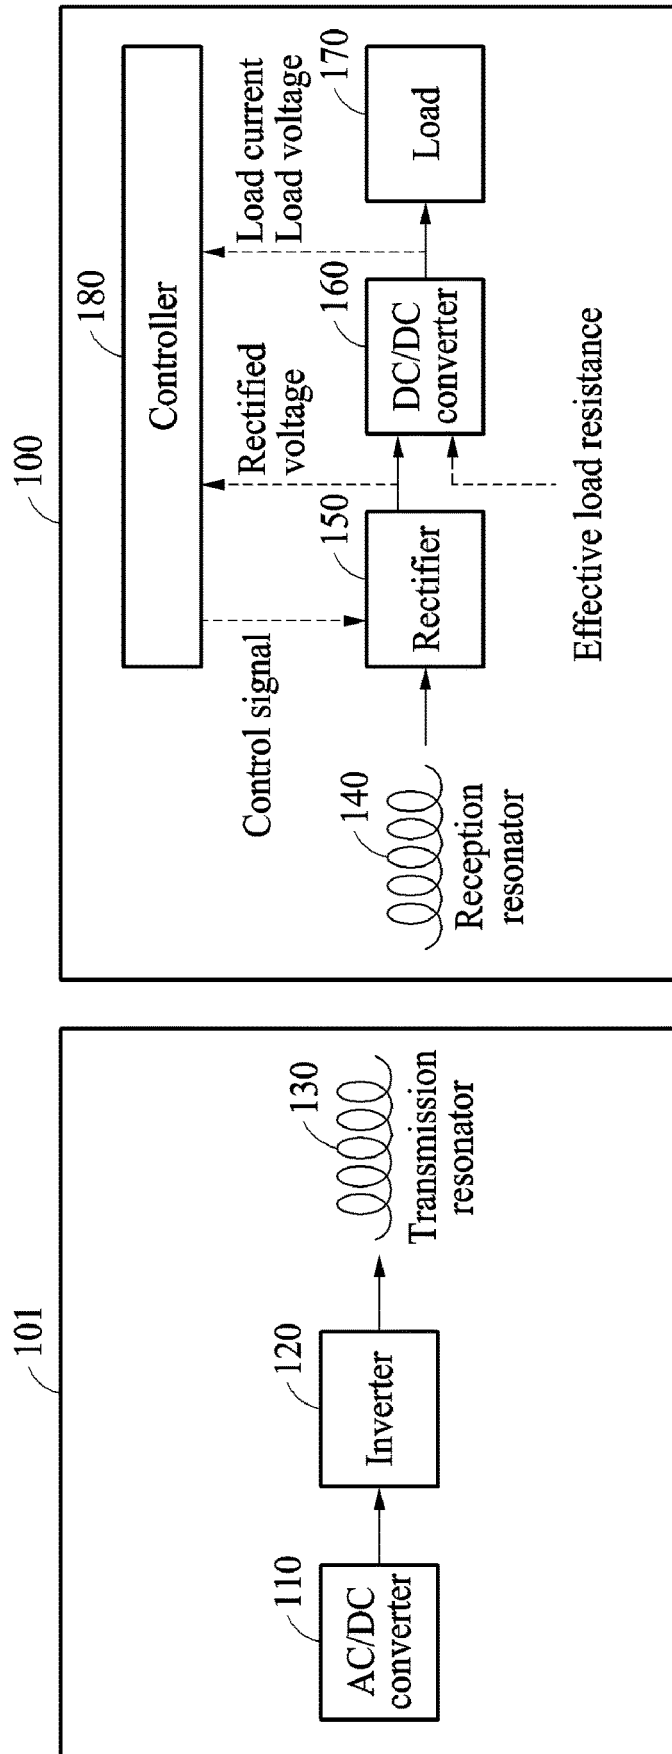 101
110
AC/DC
converter
120
Inverter
130
Transmission
resonator
100
180
Controller
Control signal
Rectified
voltage
Load current
Load voltage
140
Reception
resonator
150
Rectifier
160
DC/DC
converter
170
Load
Effective load resistance